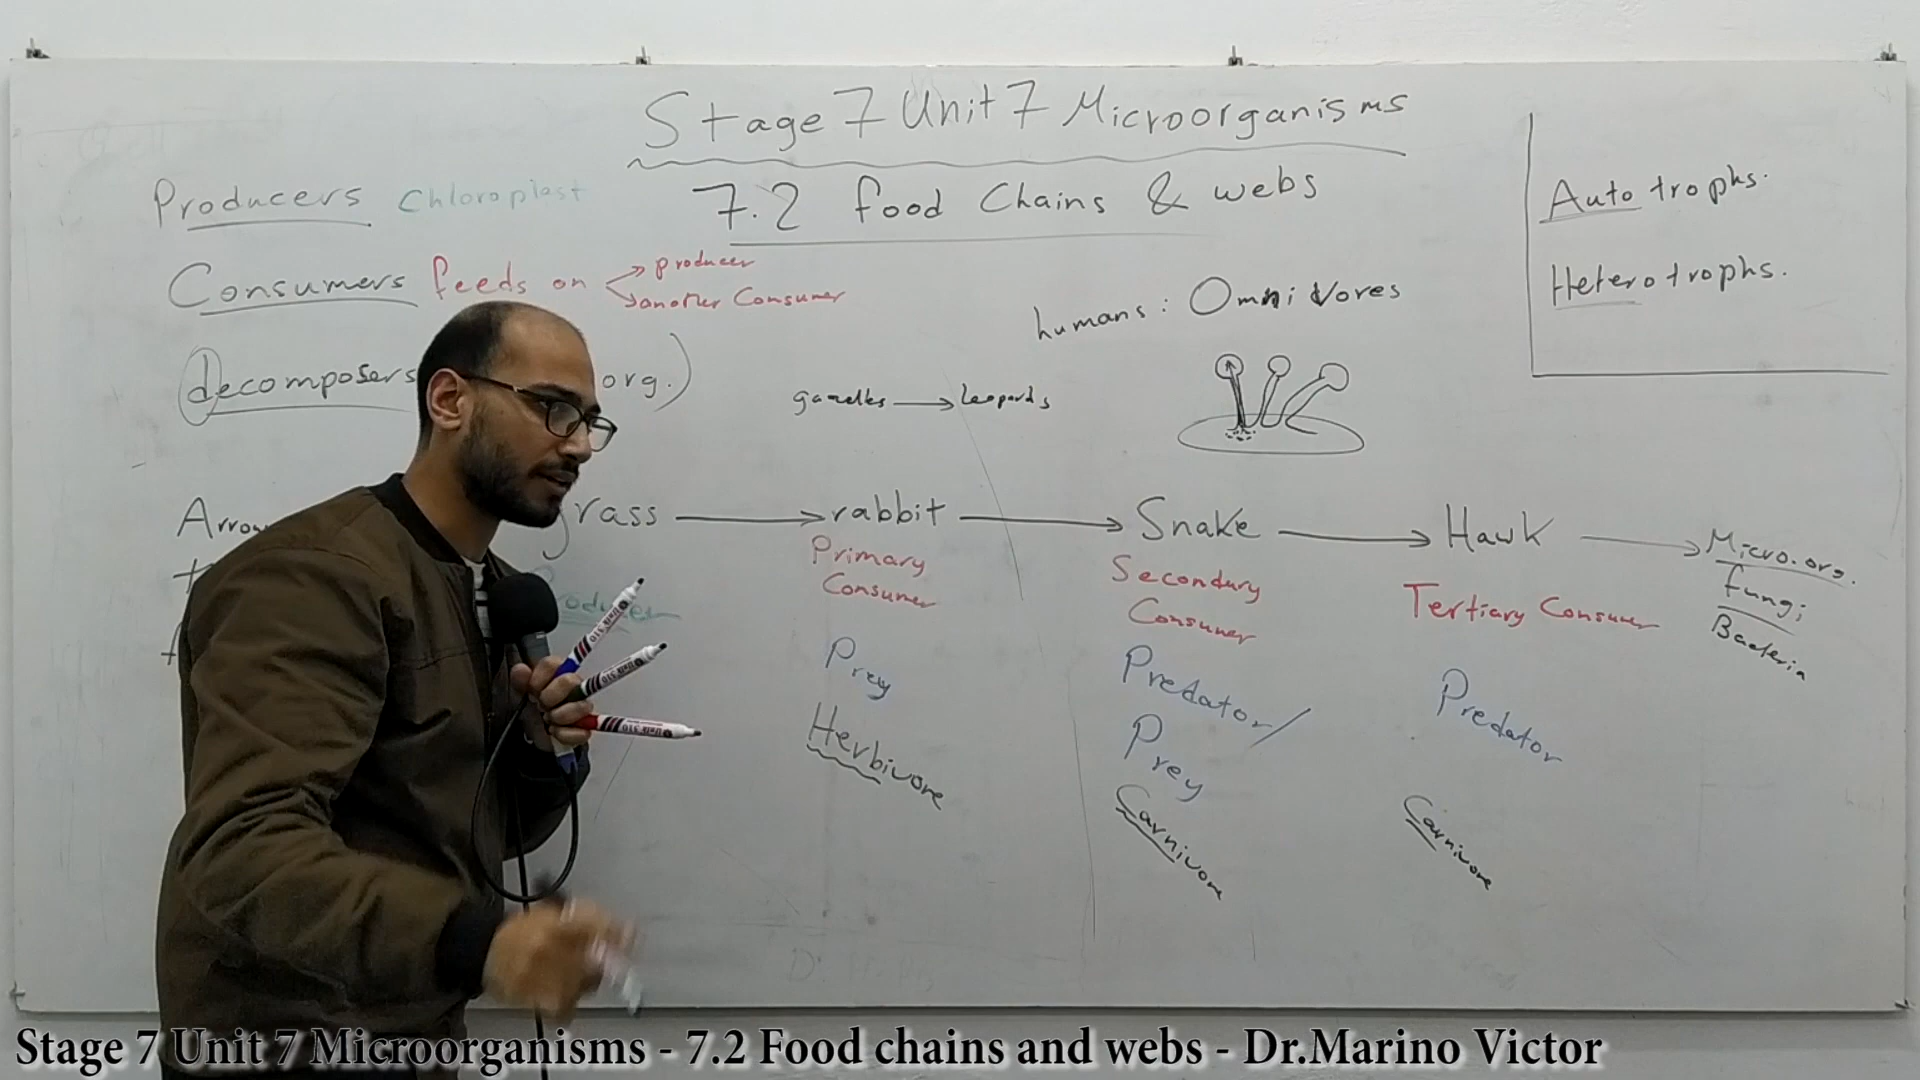 Stage 7 Unit 7 Microorganisms
7.2 food Chains & webs
Producers Chloroplast
Consumers feeds on
producer
another Consumer
decomposers org.)
humans: Omnivores
gazelles → leopards
Autotrophs.
Heterotrophs.
Arrow
rass → rabbit → Snake → Hawk → Micro.org.
fungi
Bacteria
Producer
Primary
Consumer
Secondary
Consumer
Tertiary Consumer
Prey
Herbivore
Predator/
Prey
Carnivore
Predator
Carnivore
Stage 7 Unit 7 Microorganisms - 7.2 Food chains and webs - Dr.Marino Victor